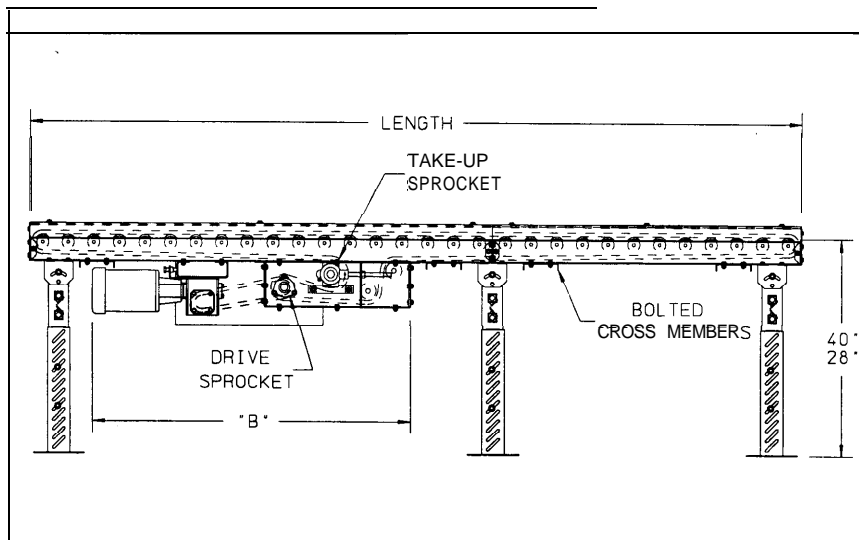 LENGTH
TAKE-UP
SPROCKET
BOLTED
CROSS MEMBERS
DRIVE
SPROCKET
"B"
40"
28"